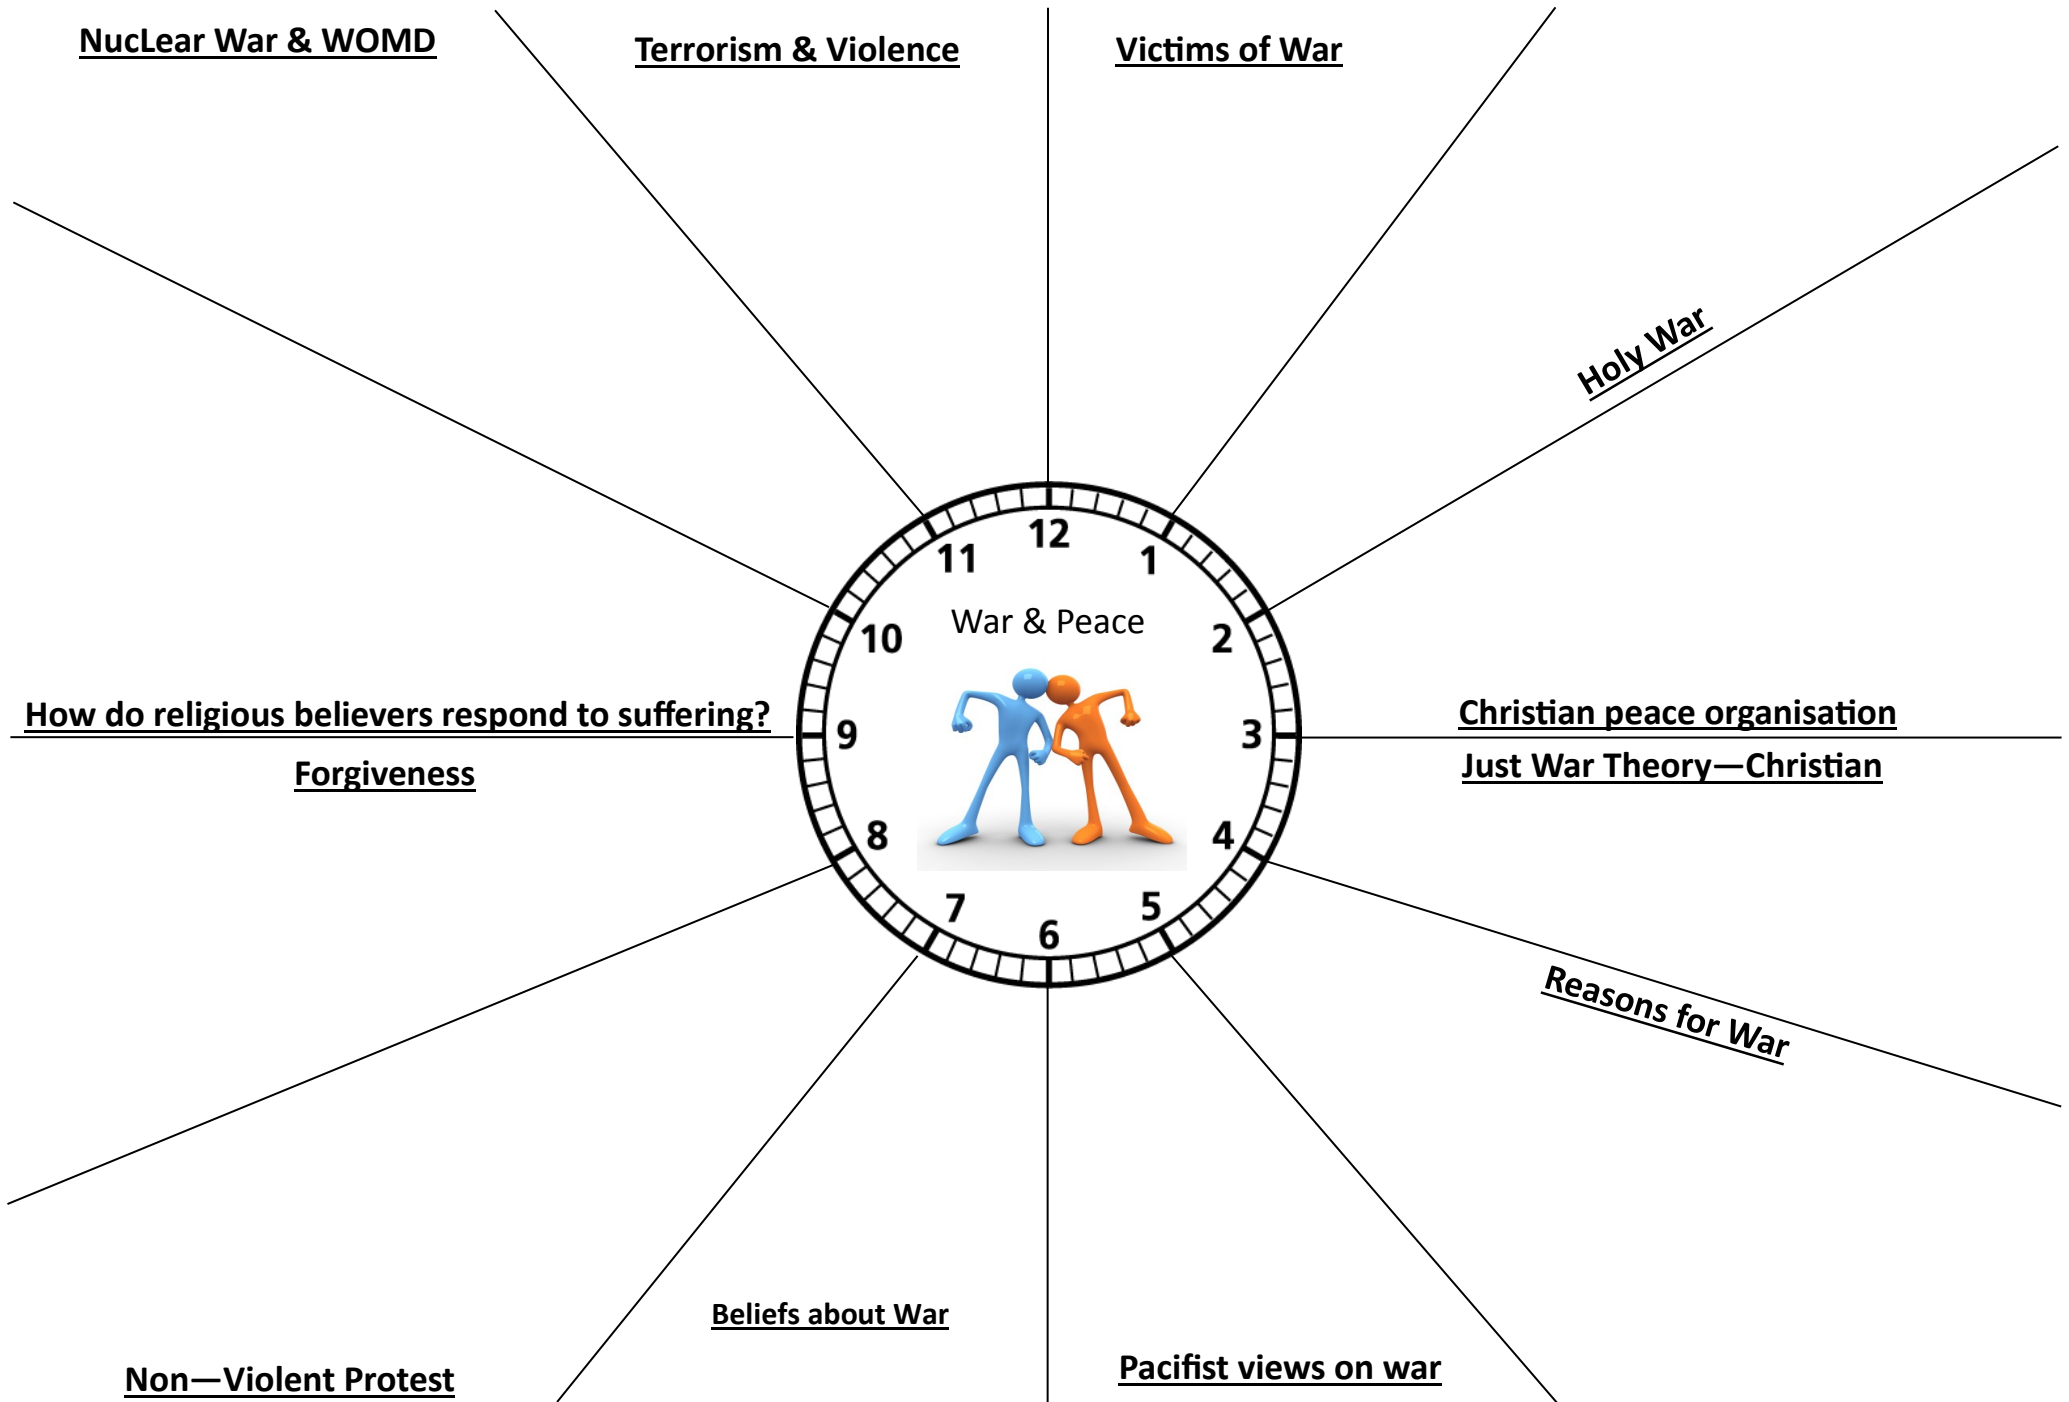 NucLear War & WOMD
Terrorism & Violence
Victims of War
Holy War
12
11
1
War & Peace
10
2
How do religious believers respond to suffering?
9
3
Christian peace organisation
Forgiveness
Just War Theory—Christian
8
4
7
5
6
Reasons for War
Beliefs about War
Pacifist views on war
Non—Violent Protest